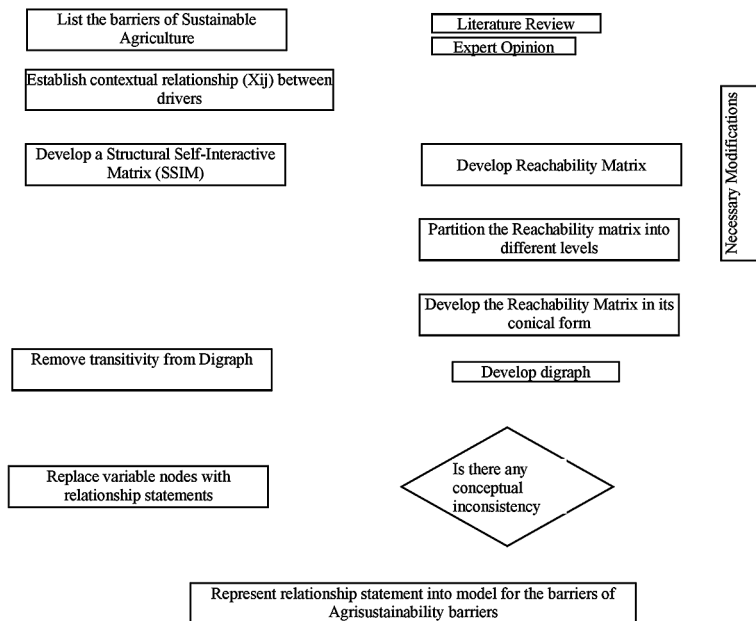 List the barriers of Sustainable
Agriculture
Literature Review
Expert Opinion
Establish contextual relationship (Xij) between
drivers
Necessary Modifications
Develop a Structural Self-Interactive
Matrix (SSIM)
Develop Reachability Matrix
Partition the Reachability matrix into
different levels
Develop the Reachability Matrix in its
conical form
Remove transitivity from Digraph
Develop digraph
Replace variable nodes with
relationship statements
Is there any
conceptual
inconsistency
Represent relationship statement into model for the barriers of
Agrisustainability barriers